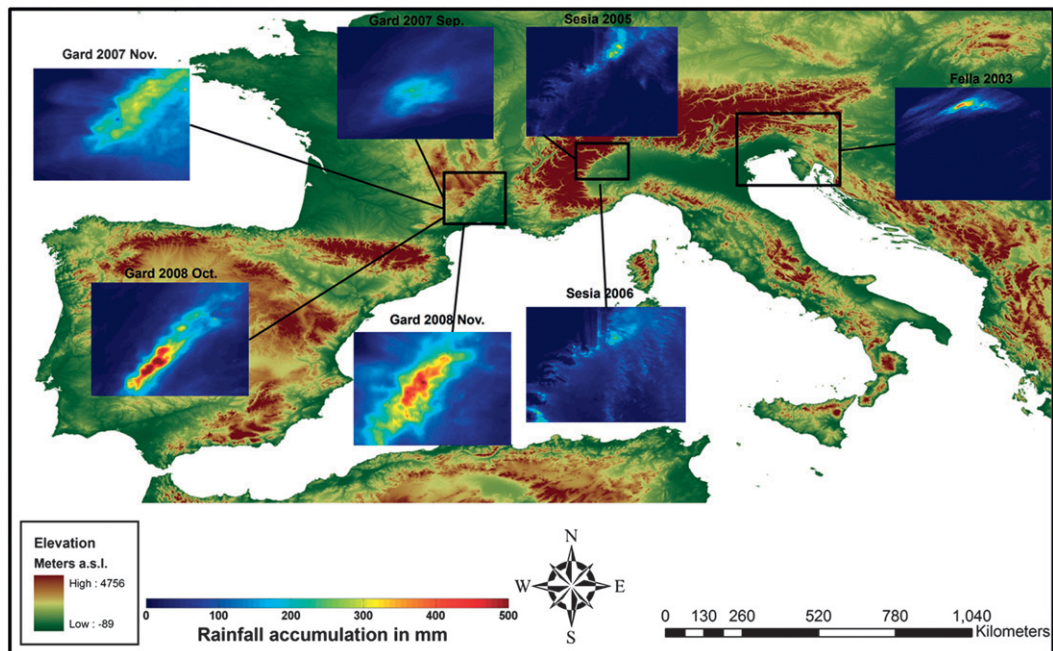 Gard 2007 Nov.
Gard 2007 Sep.
Sesia 2005
Fella 2003
Gard 2008 Oct.
Gard 2008 Nov.
Sesia 2006
Elevation
Meters a.s.l.
High : 4756
Low : -89
0 100 200 300 400 500
Rainfall accumulation in mm
N
W E
S
0 130 260 520 780 1,040
Kilometers